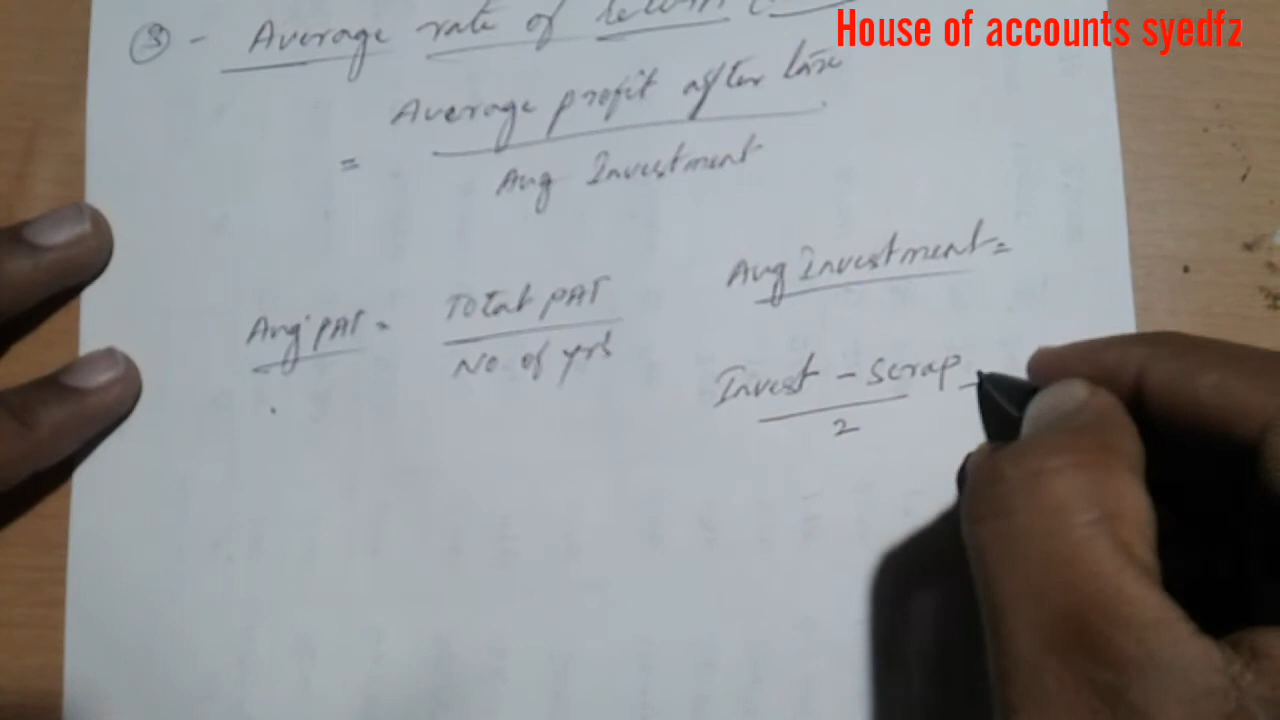 House of accounts syedfz
③ - Average rate of return
= Average profit after tax
Avg Investment
Avg PAT = Total PAT
No of yrs
Avg Investment =
Invest - Scrap
2